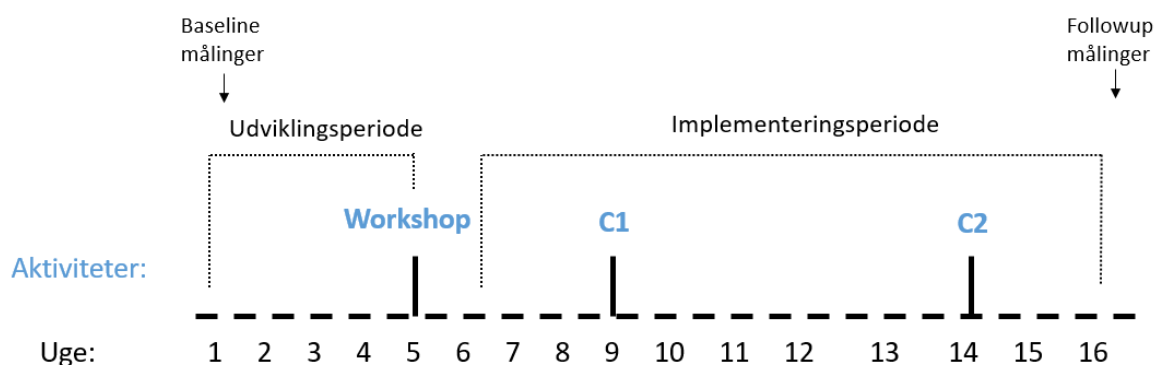 Baseline
målinger
Followup
målinger
Udviklingsperiode
Implementeringsperiode
Workshop
C1
C2
Aktiviteter:
Uge: 1 2 3 4 5 6 7 8 9 10 11 12 13 14 15 16